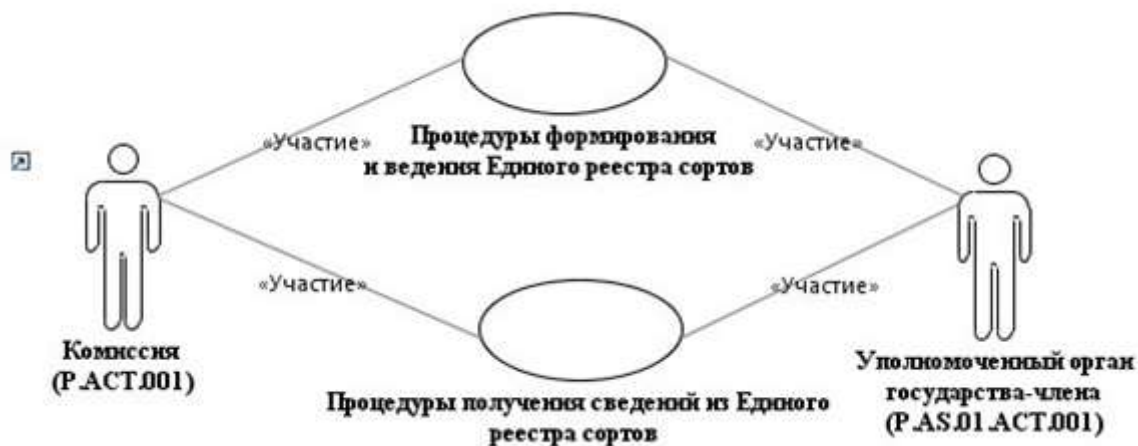 «Участие»
«Участие»
Процедуры формирования
и ведения Единого реестра сортов
«Участие»
«Участие»
Комиссия
(P.ACT.001)
Уполномоченный орган
государства-члена
(P.AS.01.ACT.001)
Процедуры получения сведений из Единого
реестра сортов